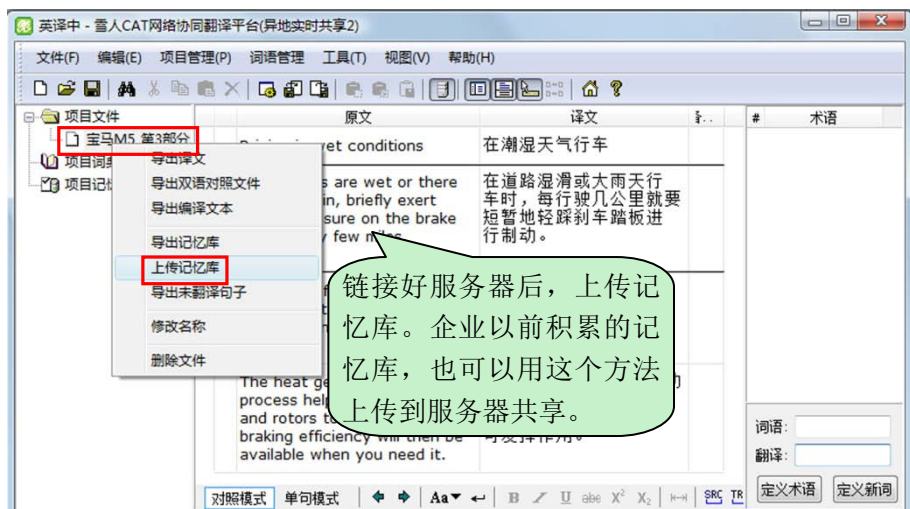 英译中 - 雪人CAT网络协同翻译平台(异地实时共享2)
文件(F) 编辑(E) 项目管理(P) 词语管理 工具(T) 视图(V) 帮助(H)
项目文件
宝马M5 第3部分
项目词典
项目记忆
导出译文
导出双语对照文件
导出编译文本
导出记忆库
上传记忆库
导出未翻译句子
修改名称
删除文件
原文 译文
# 术语
wet conditions
在潮湿天气行车
are wet or there
in, briefly exert
sure on the brake
few miles
在道路湿滑或大雨天行
车时，每行驶几公里就要
短暂地轻踩刹车踏板进
行制动。
链接好服务器后，上传记
忆库。企业以前积累的记
忆库，也可以用这个方法
上传到服务器共享。
The heat
process
and rotors
braking efficiency will then be
available when you need it.
词语:
翻译:
定义术语 定义新词
对照模式 单句模式 Aa B I U abc X² X₂ SRC TR